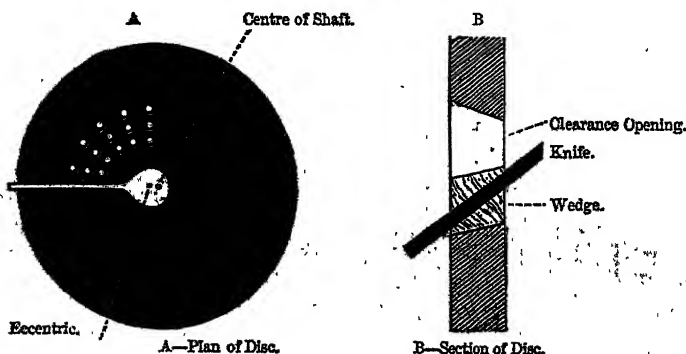 A
B
Centre of Shaft.
Clearance Opening.
Knife.
Wedge.
Eccentric.
A—Plan of Disc.
B—Section of Disc.